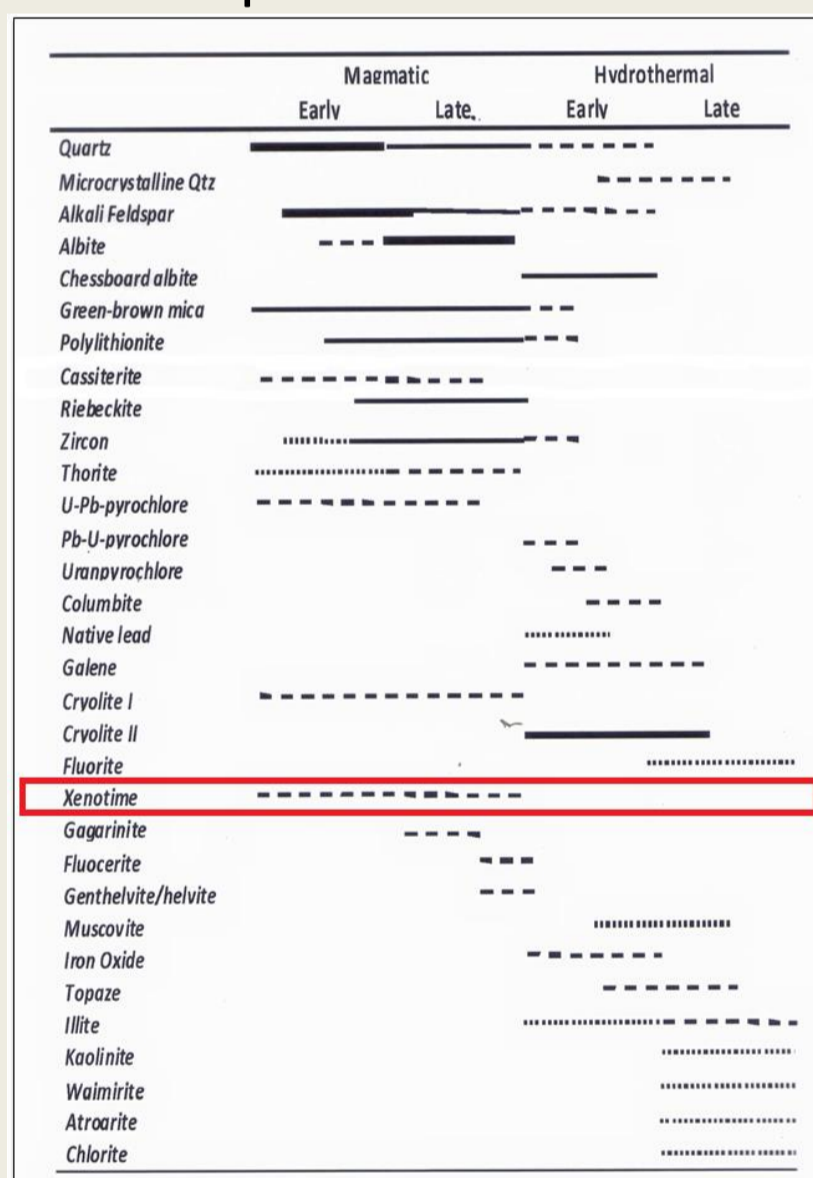 Magmatic Hydrothermal
Early Late. Early Late
Quartz
Microcrystalline Qtz
Alkali Feldspar
Albite
Chessboard albite
Green-brown mica
Polylithionite
Cassiterite
Riebeckite
Zircon
Thorite
U-Pb-pyrochlore
Pb-U-pyrochlore
Uranpyrochlore
Columbite
Native lead
Galene
Cryolite I
Cryolite II
Fluorite
Xenotime
Gagarinite
Fluocerite
Genthelvite/helvite
Muscovite
Iron Oxide
Topaze
Illite
Kaolinite
Waimirite
Atroarite
Chlorite